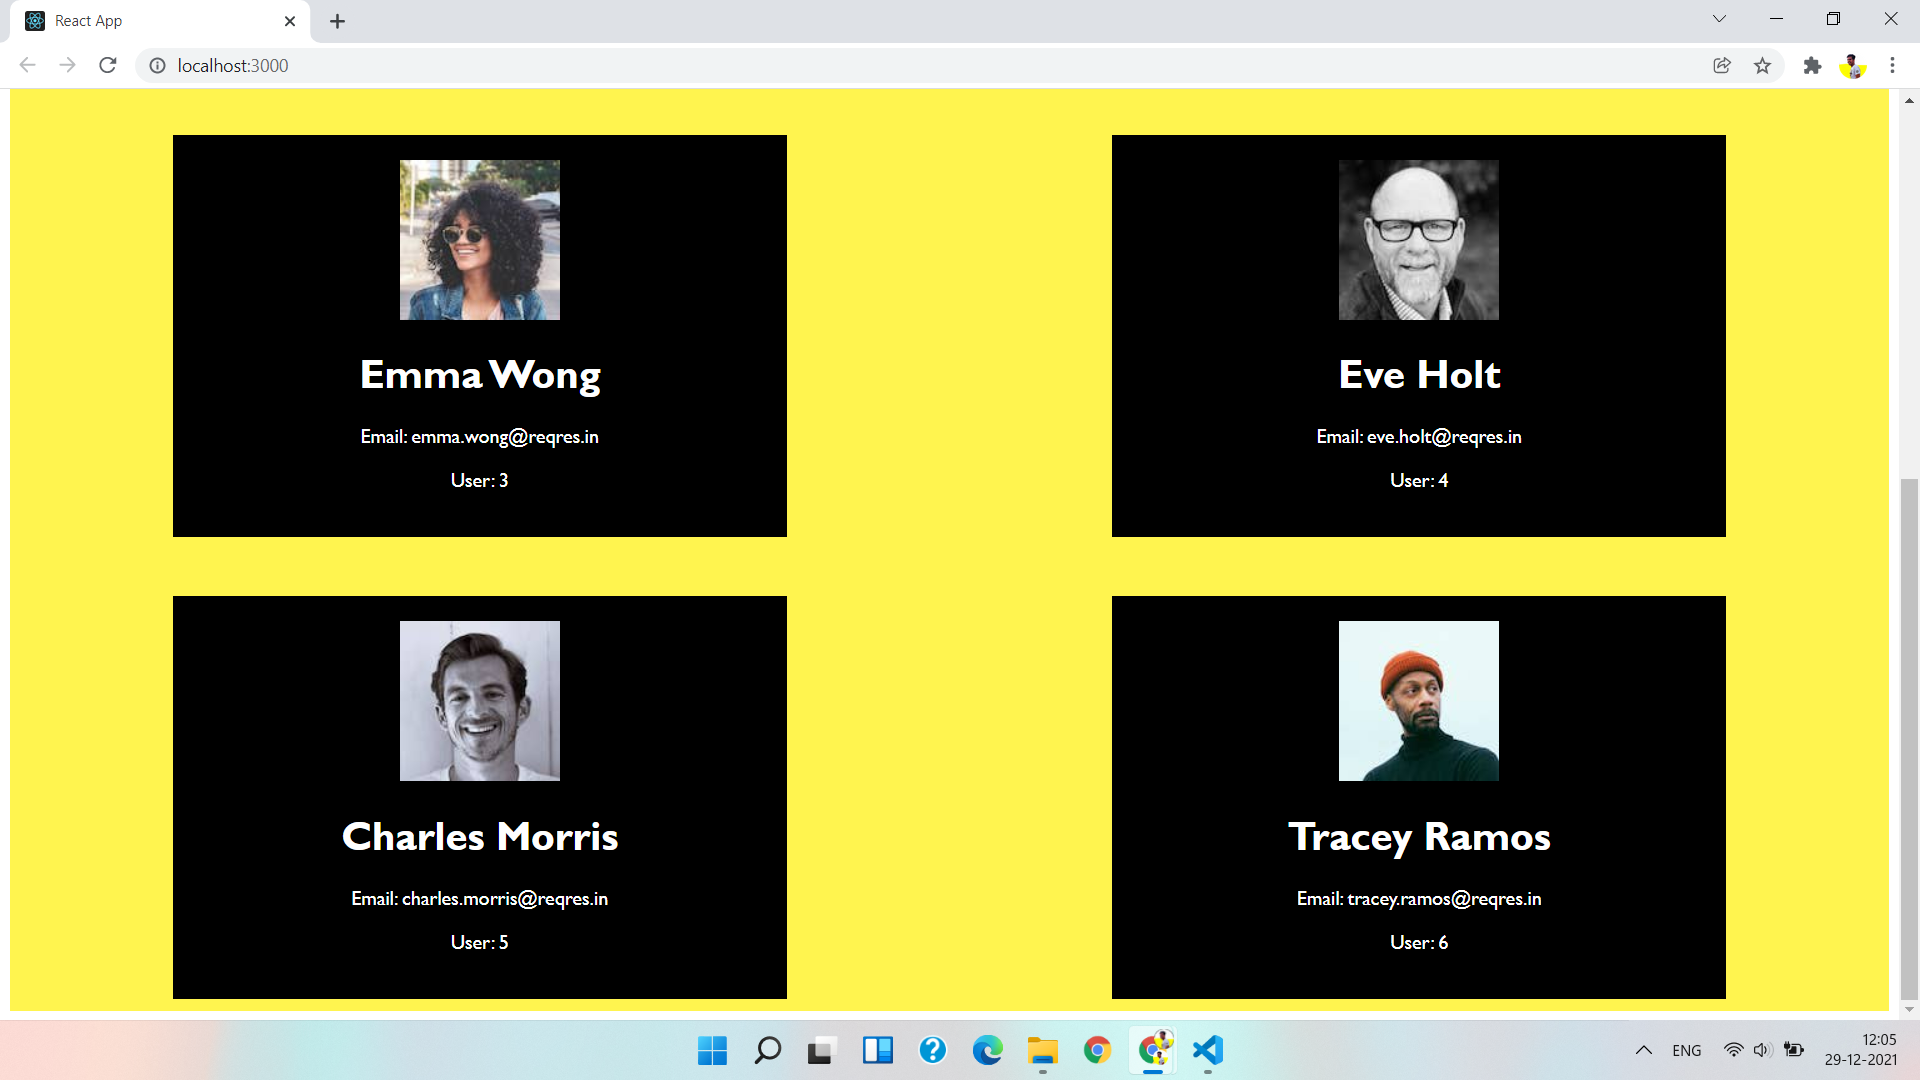 React App
localhost:3000
Emma Wong
Email: emma.wong@reqres.in
User: 3
Eve Holt
Email: eve.holt@reqres.in
User: 4
Charles Morris
Email: charles.morris@reqres.in
User: 5
Tracey Ramos
Email: tracey.ramos@reqres.in
User: 6
ENG
12:05
29-12-2021